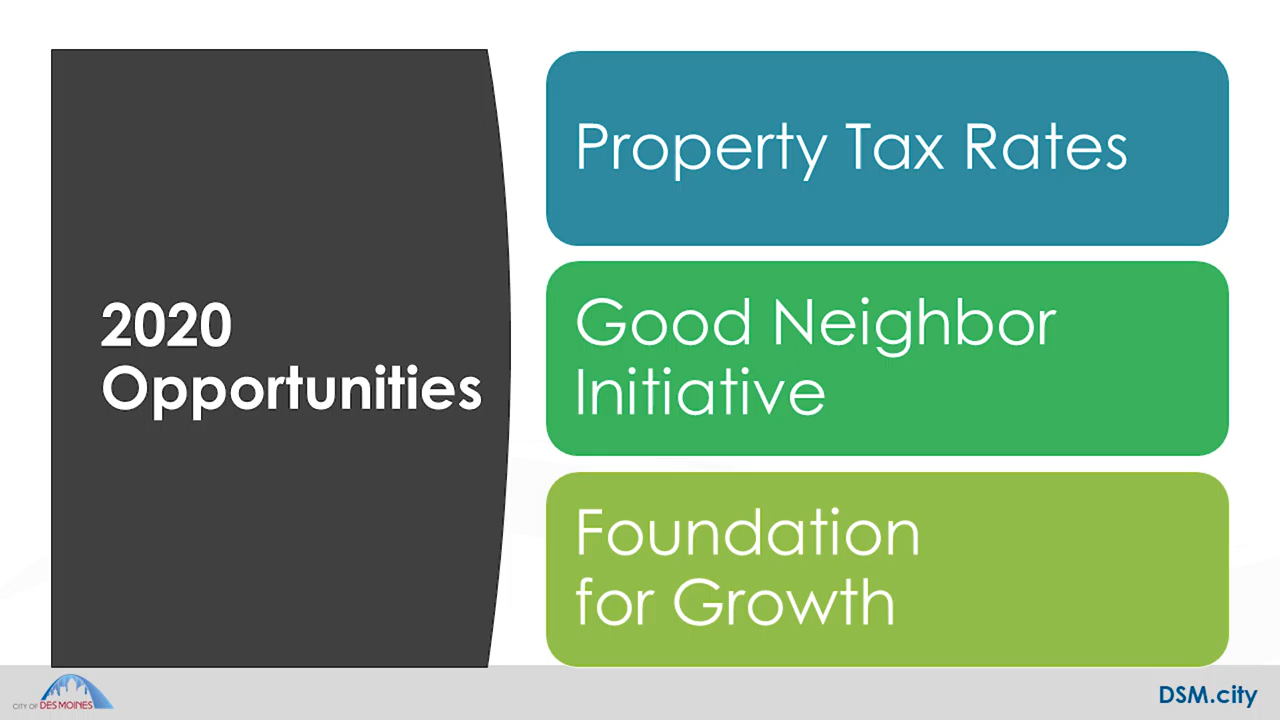 2020
Opportunities
Property Tax Rates
Good Neighbor
Initiative
Foundation
for Growth
CITY OF DES MOINES
DSM.city